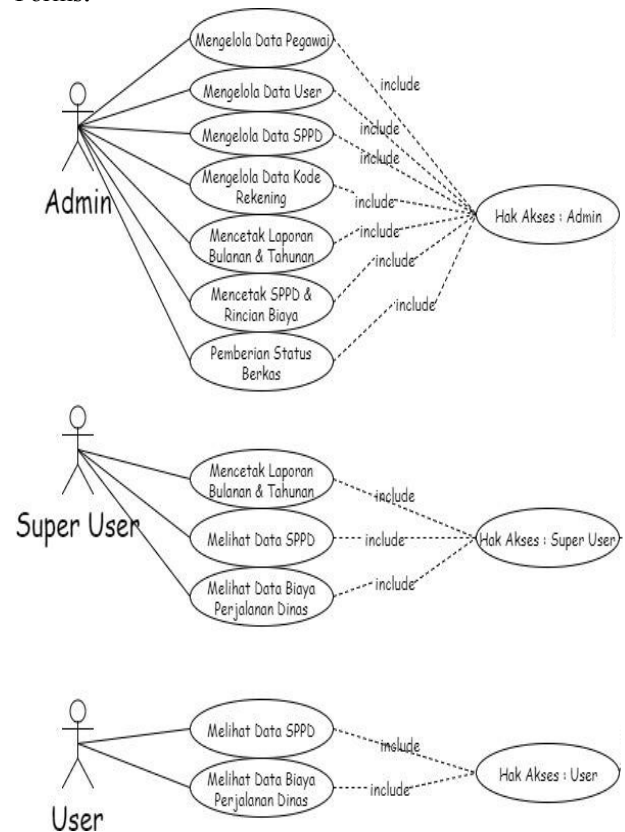 Forms.
Mengelola Data Pegawai
include
Mengelola Data User
include
Mengelola Data SPPD
include
Admin
Mengelola Data Kode
Rekening
include
Hak Akses : Admin
Mencetak Laporan
Bulanan & Tahunan
include
Mencetak SPPD &
Rincian Biaya
include
Pemberian Status
Berkas
include
Super User
Mencetak Laporan
Bulanan & Tahunan
include
Melihat Data SPPD
include
Hak Akses : Super User
Melihat Data Biaya
Perjalanan Dinas
include
User
Melihat Data SPPD
include
Melihat Data Biaya
Perjalanan Dinas
include
Hak Akses : User